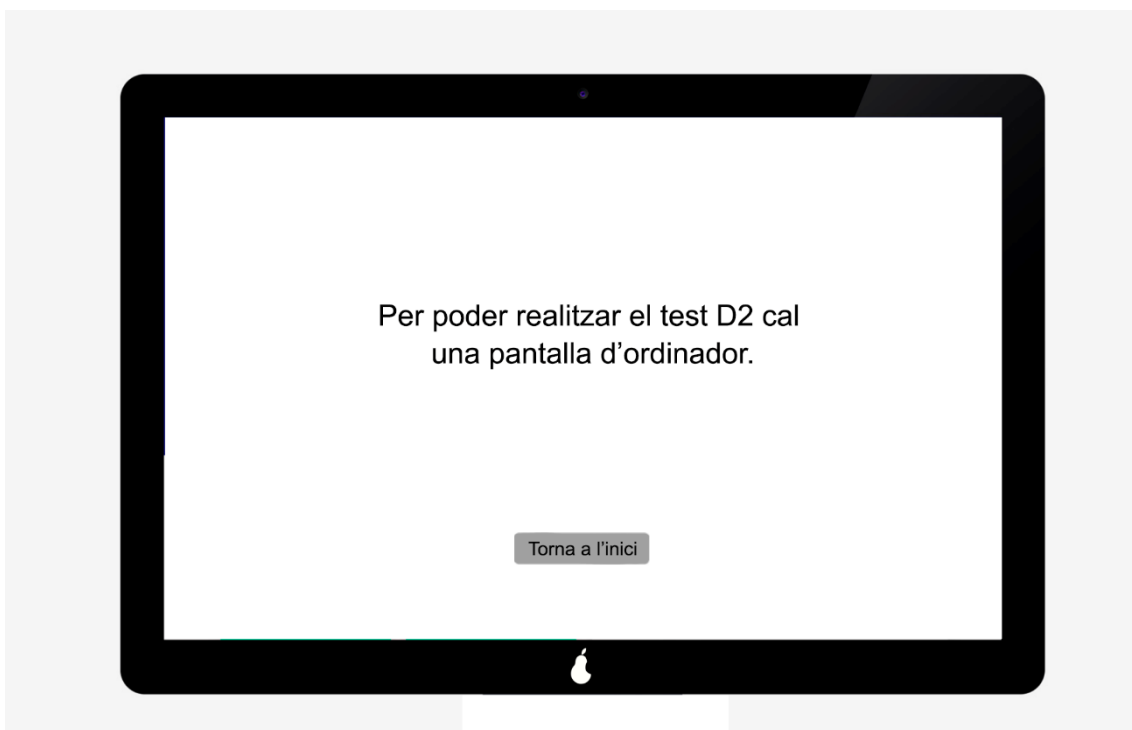 Per poder realitzar el test D2 cal
una pantalla d’ordinador.
Torna a l'inici